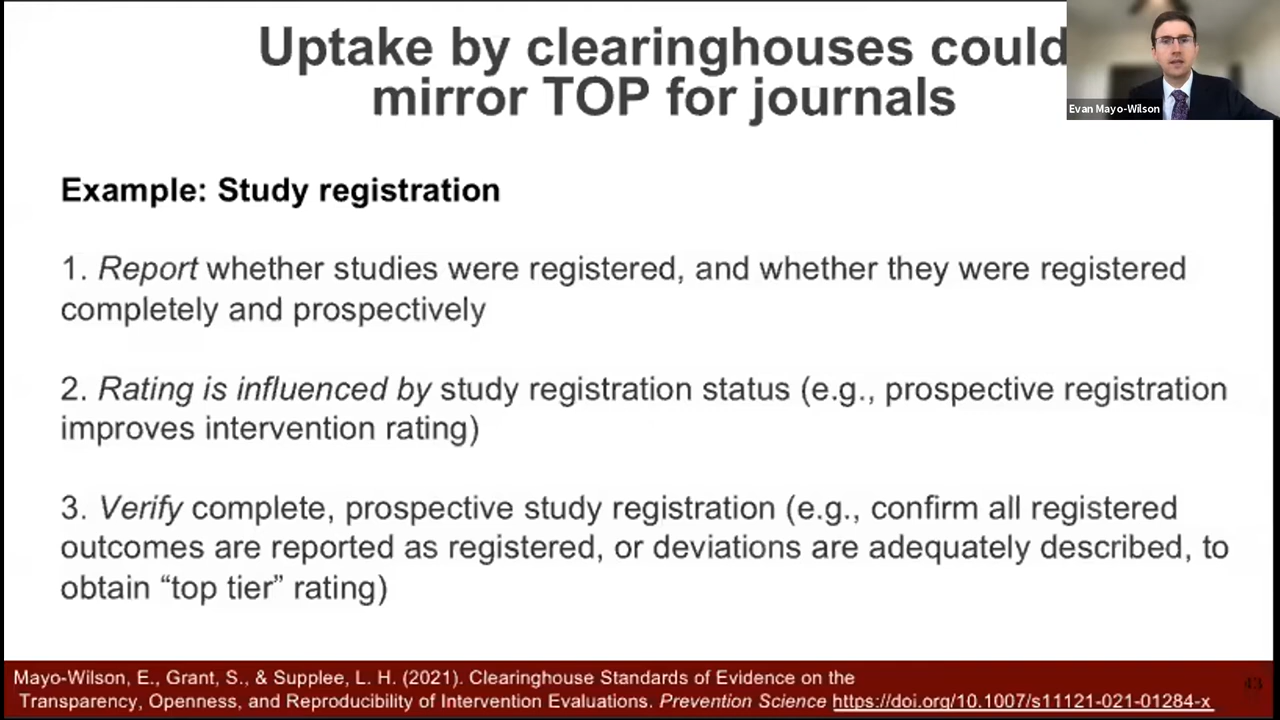 Uptake by clearinghouses could
mirror TOP for journals
Evan Mayo-Wilson
Example: Study registration
1. Report whether studies were registered, and whether they were registered
completely and prospectively
2. Rating is influenced by study registration status (e.g., prospective registration
improves intervention rating)
3. Verify complete, prospective study registration (e.g., confirm all registered
outcomes are reported as registered, or deviations are adequately described, to
obtain “top tier” rating)
Mayo-Wilson, E., Grant, S., & Supplee, L. H. (2021). Clearinghouse Standards of Evidence on the
Transparency, Openness, and Reproducibility of Intervention Evaluations. Prevention Science https://doi.org/10.1007/s11121-021-01284-x
43